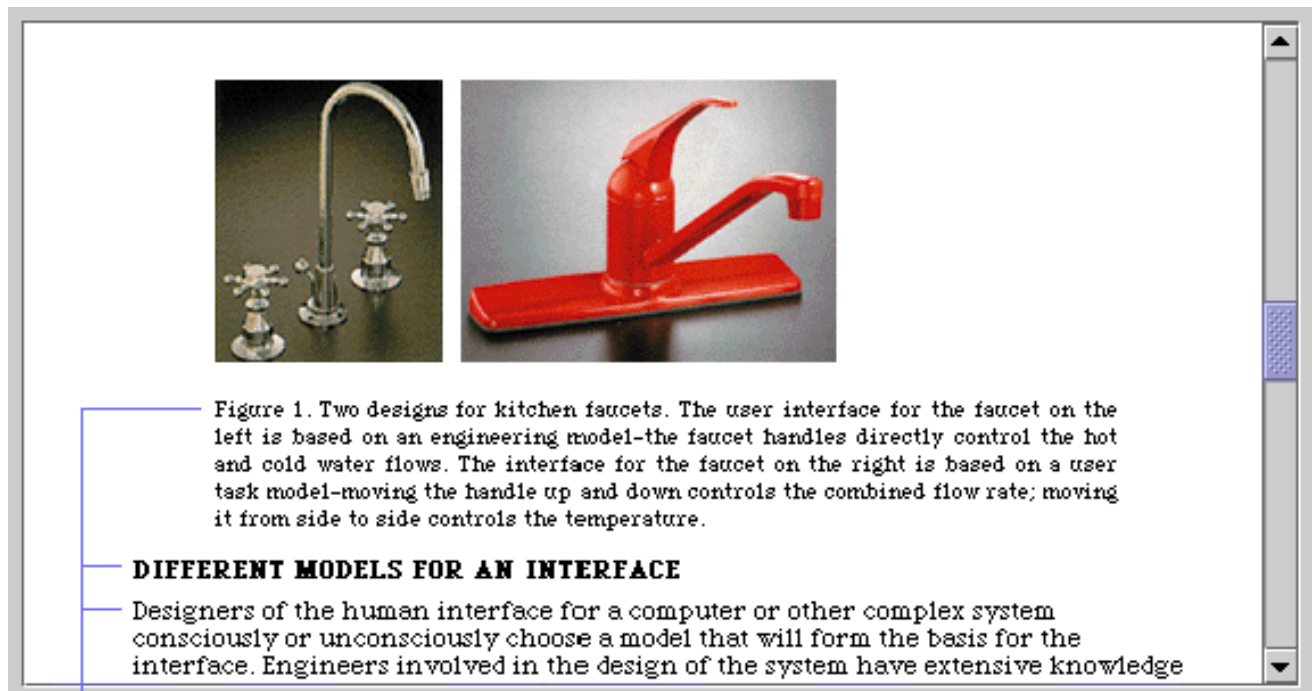 Figure 1. Two designs for kitchen faucets. The user interface for the faucet on the
left is based on an engineering model-the faucet handles directly control the hot
and cold water flows. The interface for the faucet on the right is based on a user
task model-moving the handle up and down controls the combined flow rate; moving
it from side to side controls the temperature.
DIFFERENT MODELS FOR AN INTERFACE
Designers of the human interface for a computer or other complex system
consciously or unconsciously choose a model that will form the basis for the
interface. Engineers involved in the design of the system have extensive knowledge